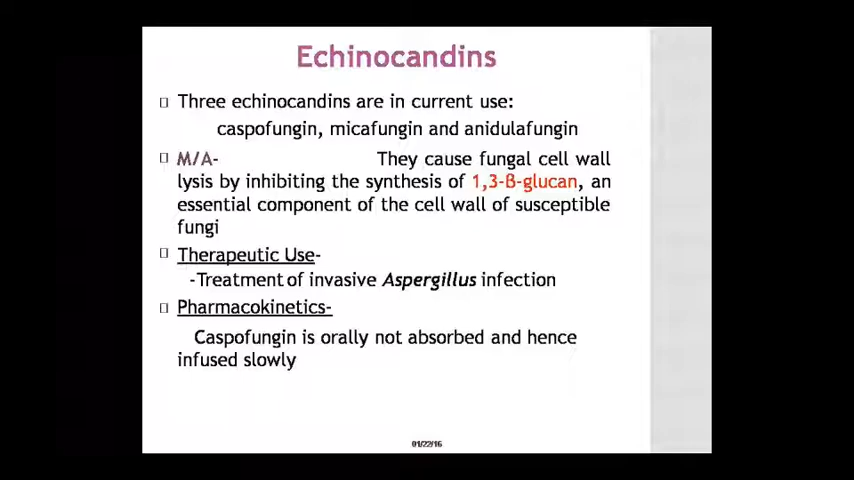 Echinocandins
Three echinocandins are in current use:
caspofungin, micafungin and anidulafungin
M/A- They cause fungal cell wall
lysis by inhibiting the synthesis of 1,3-ß-glucan, an
essential component of the cell wall of susceptible
fungi
Therapeutic Use-
-Treatment of invasive Aspergillus infection
Pharmacokinetics-
Caspofungin is orally not absorbed and hence
infused slowly
01/22/16